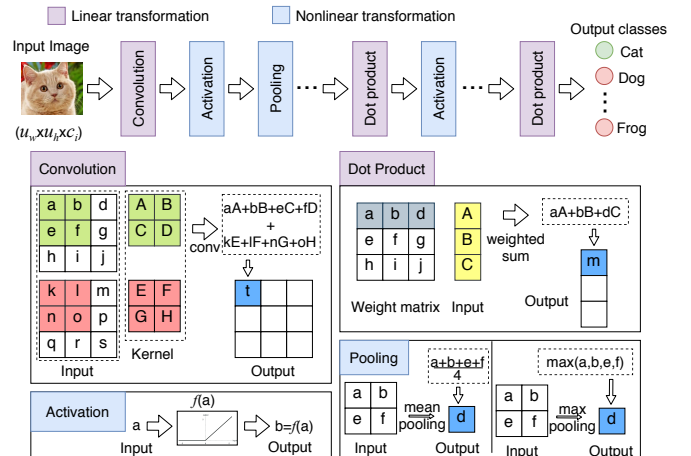 Linear transformation
Nonlinear transformation
Input Image
Output classes
Convolution
Activation
Pooling
...
Dot product
Activation
...
Dot product
Cat
Dog
Frog
(u_w x u_h x c_i)
Convolution
a b d
e f g
h i j
A B
C D
conv
aA+bB+eC+fD
+
kE+lF+nG+oH
k l m
n o p
q r s
E F
G H
t
Kernel
Input
Output
Dot Product
a b d
e f g
h i j
A
B
C
weighted
sum
aA+bB+dC
m
Weight matrix
Input
Output
Activation
f(a)
a
b=f(a)
Input
Output
Pooling
a+b+e+f
4
a b
e f
mean
pooling
d
Input
Output
max(a,b,e,f)
a b
e f
max
pooling
d
Input
Output